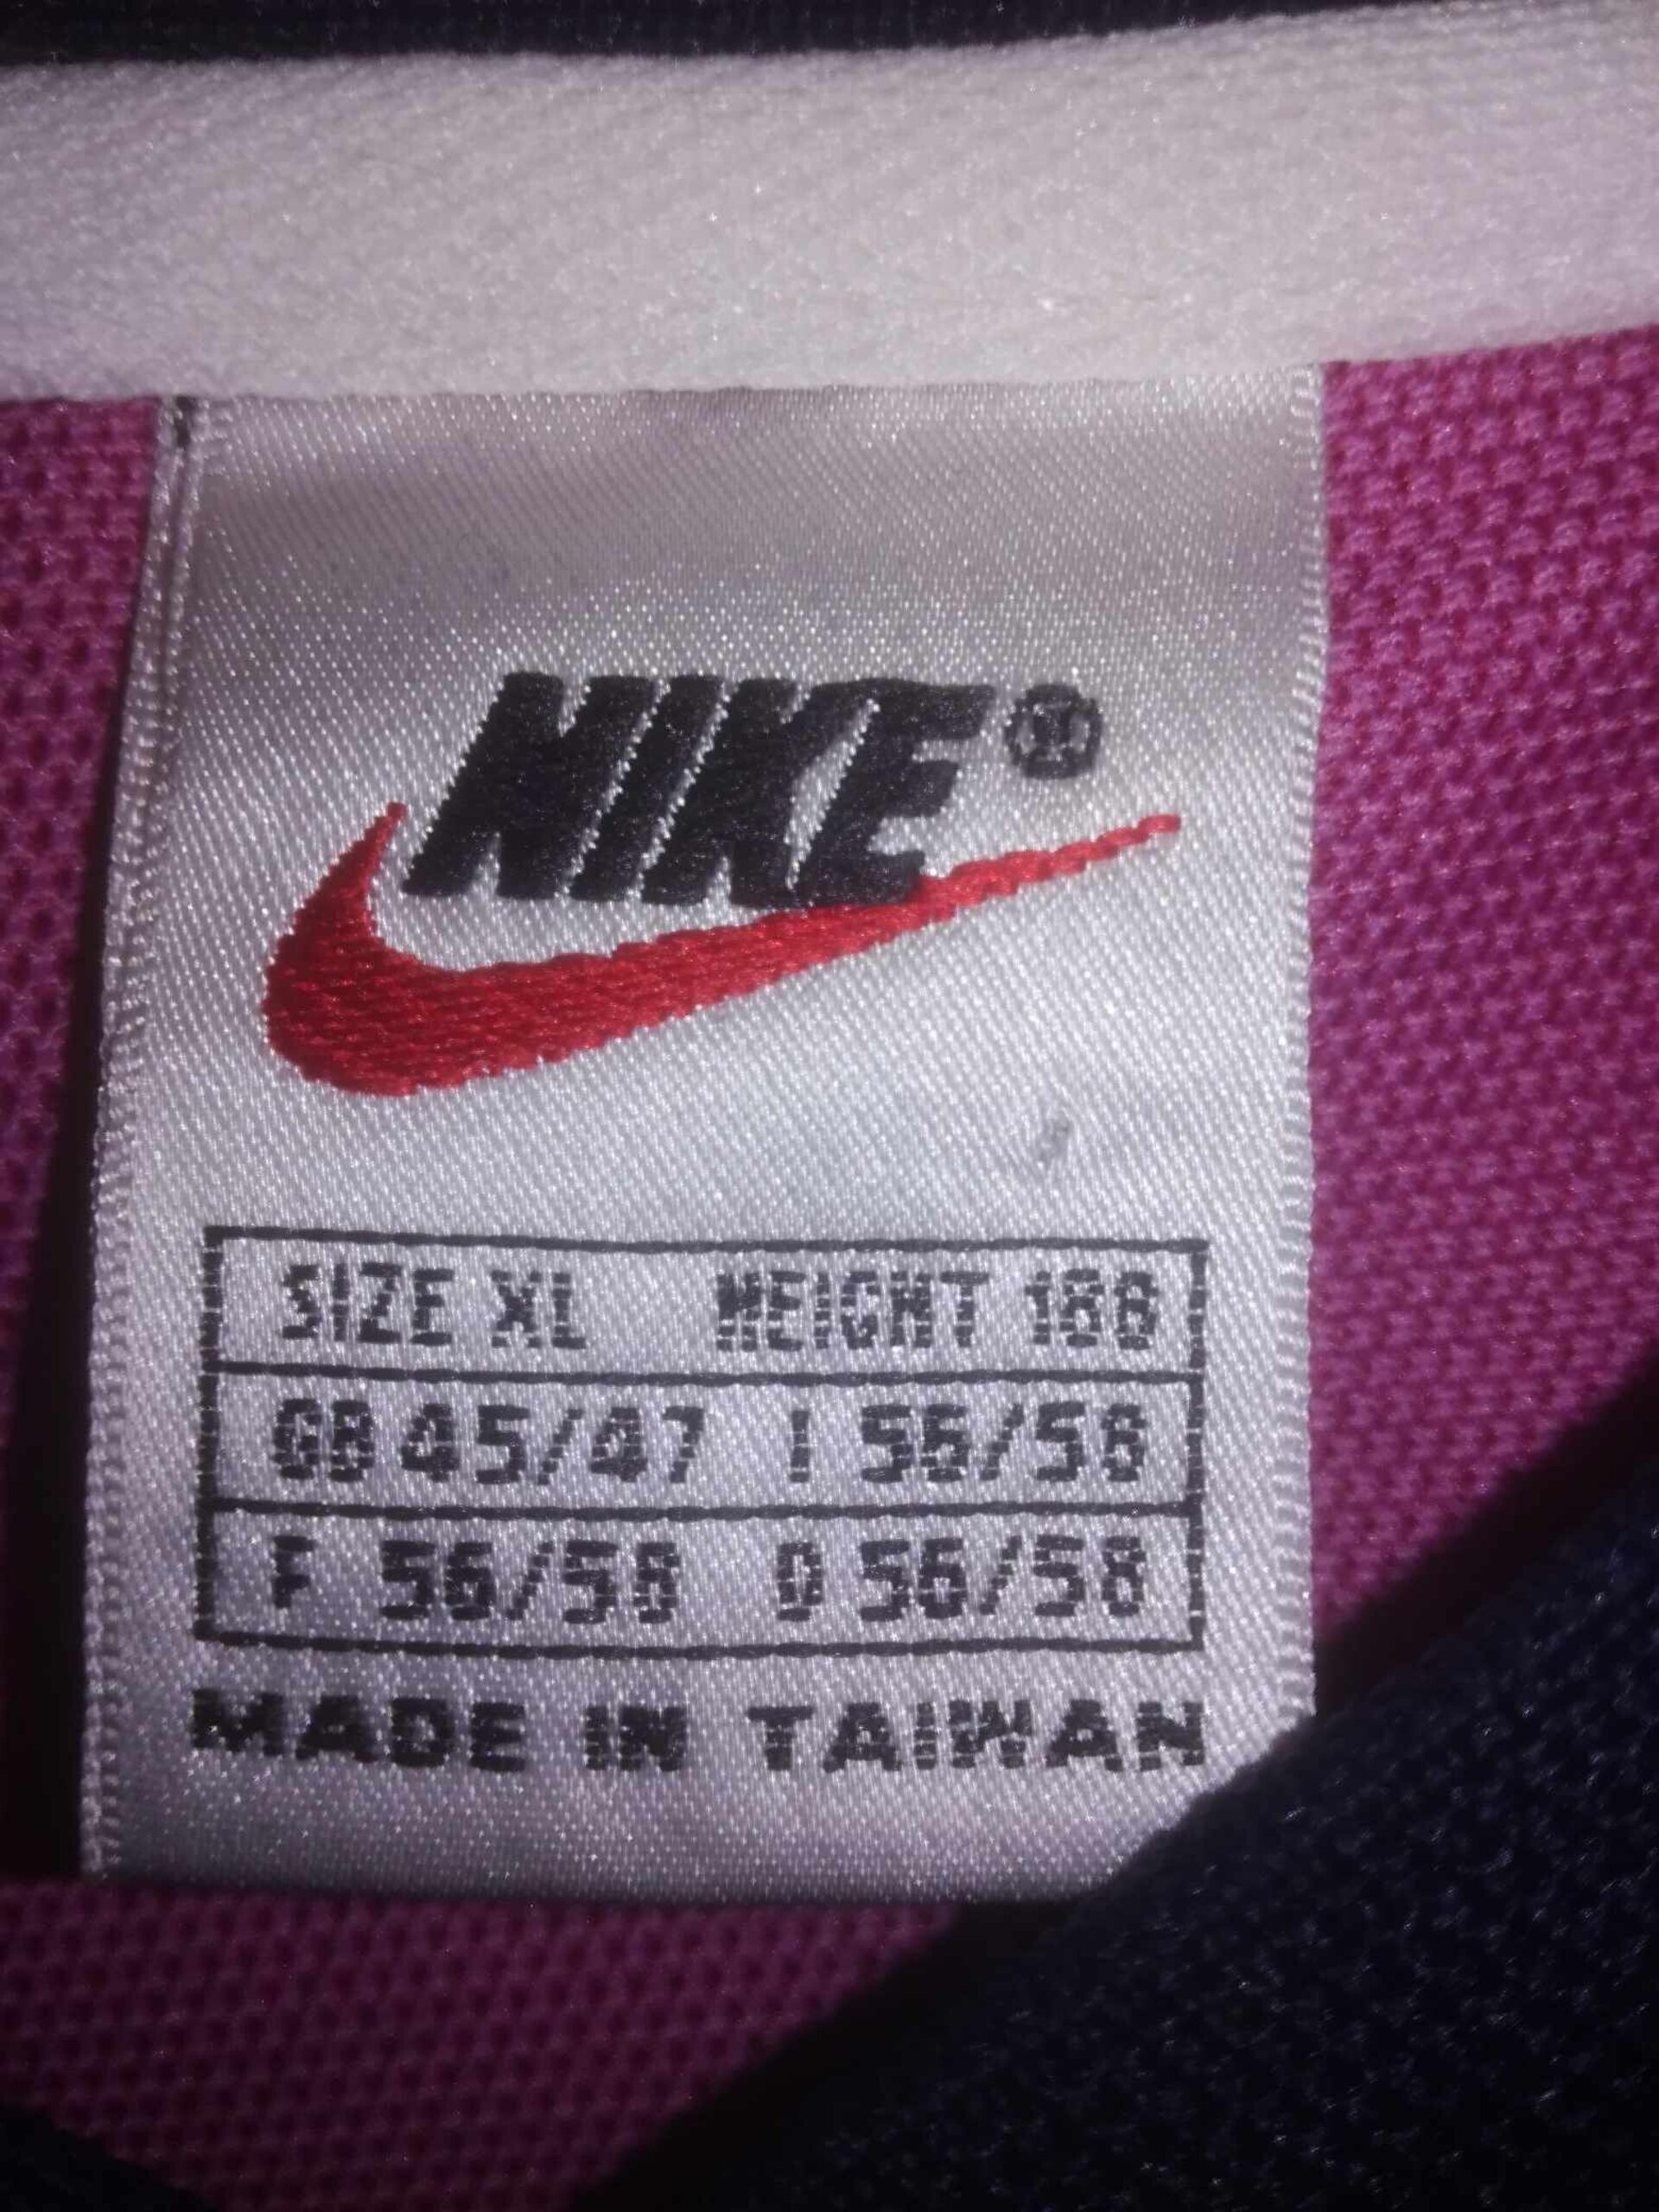 NIKE®
SIZE XL HEIGHT 188
GB 45/47 I 56/58
F 56/58 D 56/58
MADE IN TAIWAN